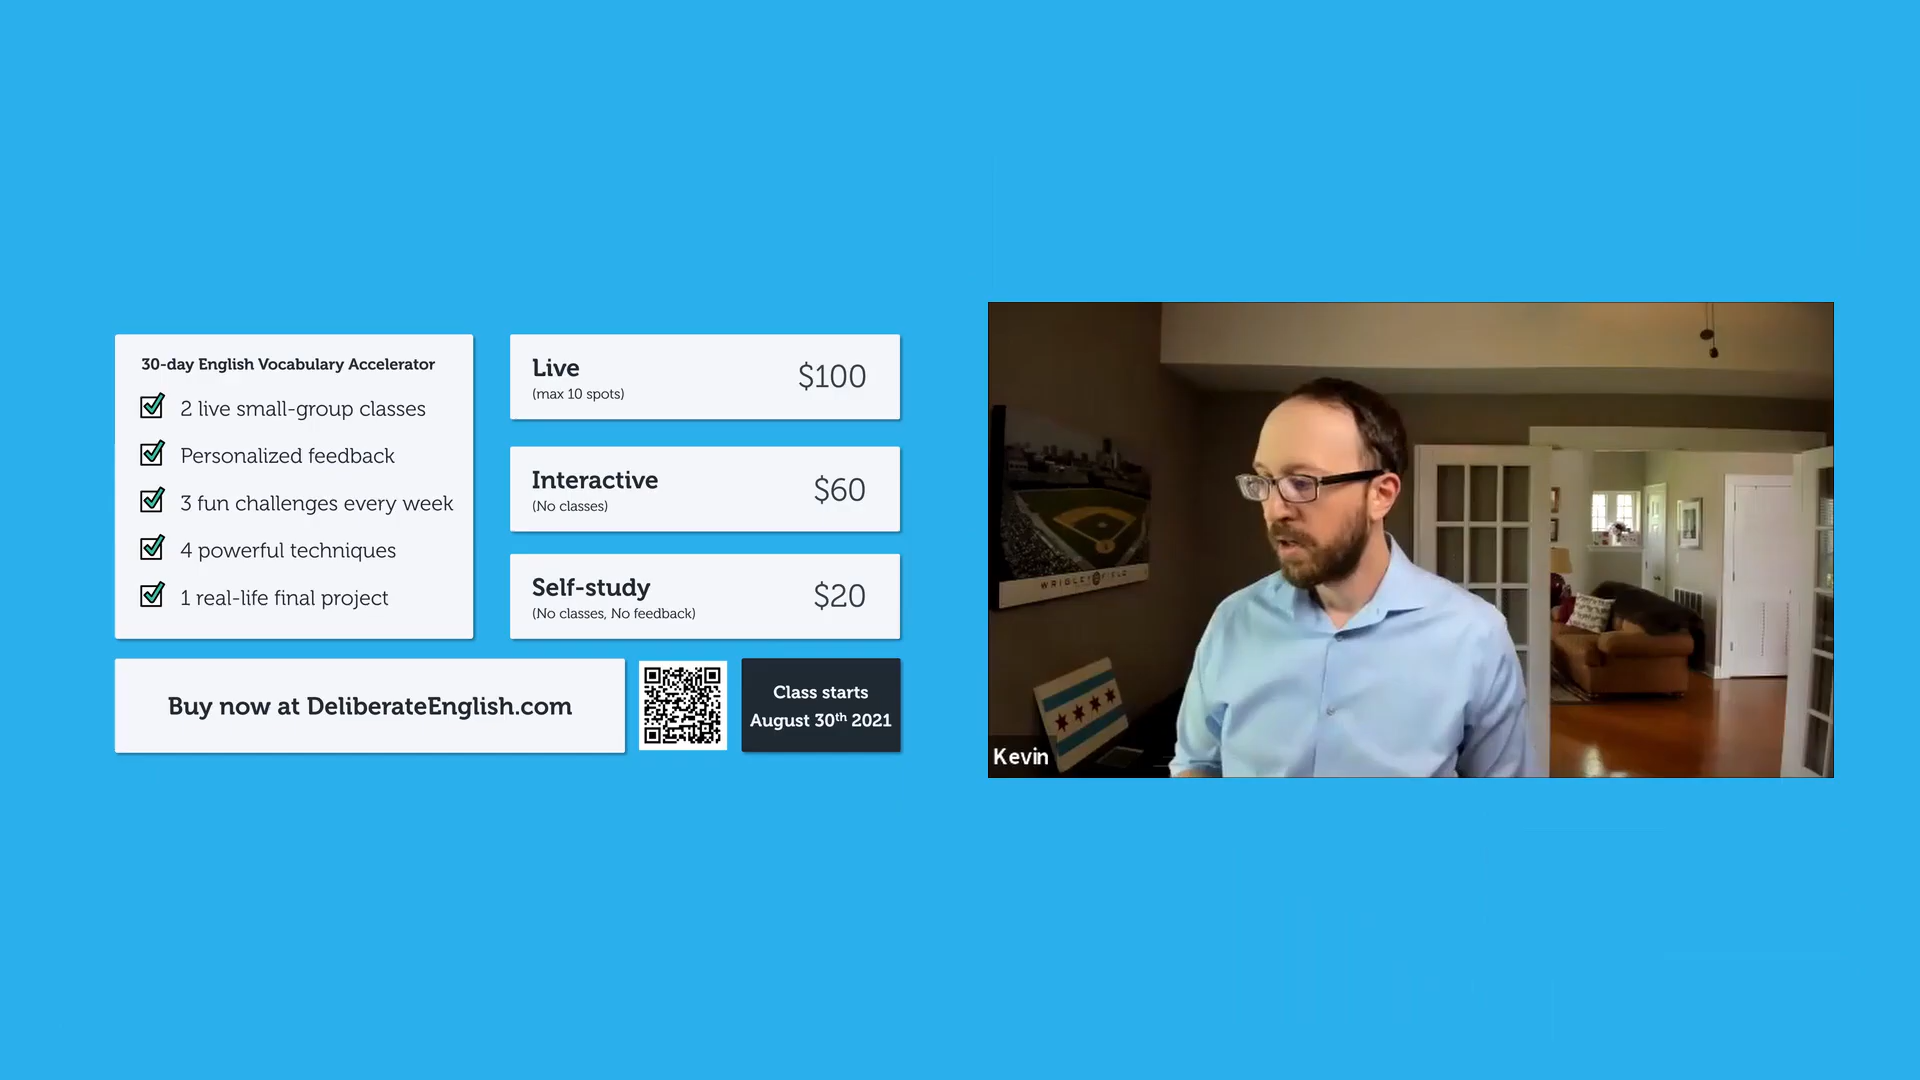 30-day English Vocabulary Accelerator
2 live small-group classes
Personalized feedback
3 fun challenges every week
4 powerful techniques
1 real-life final project
Live
(max 10 spots)
$100
Interactive
(No classes)
$60
Self-study
(No classes, No feedback)
$20
Buy now at DeliberateEnglish.com
Class starts
August 30th 2021
WRIGLEY FIELD
Kevin